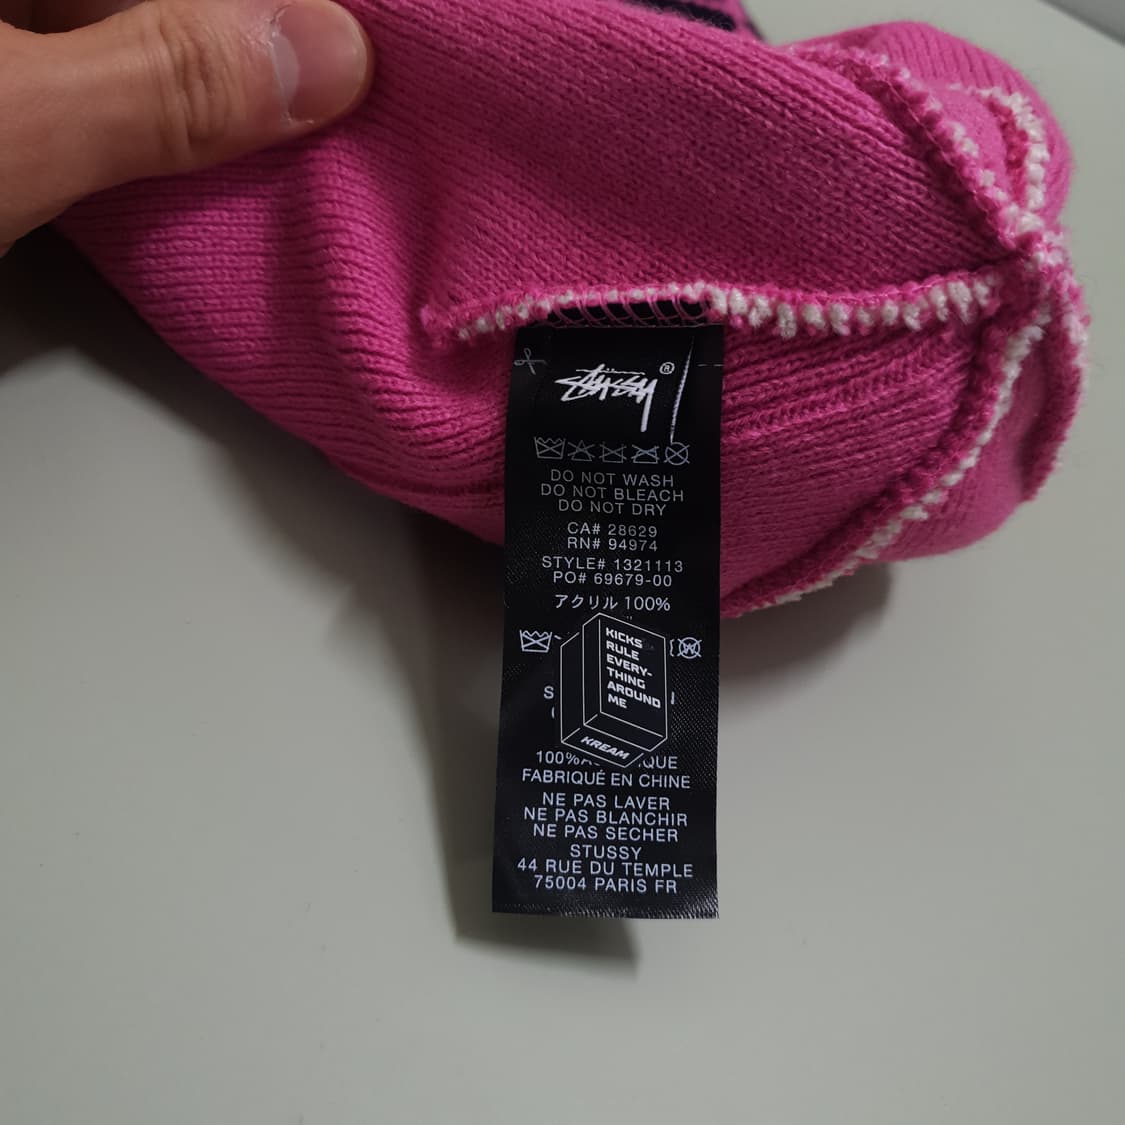 STÜSSY®
DO NOT WASH
DO NOT BLEACH
DO NOT DRY
CA# 28629
RN# 94974
STYLE# 1321113
PO# 69679-00
アクリル 100%
KICKS
RULE
EVERY-
THING
AROUND
ME
KREAM
100%
FABRIQUÉ EN CHINE
NE PAS LAVER
NE PAS BLANCHIR
NE PAS SECHER
STUSSY
44 RUE DU TEMPLE
75004 PARIS FR